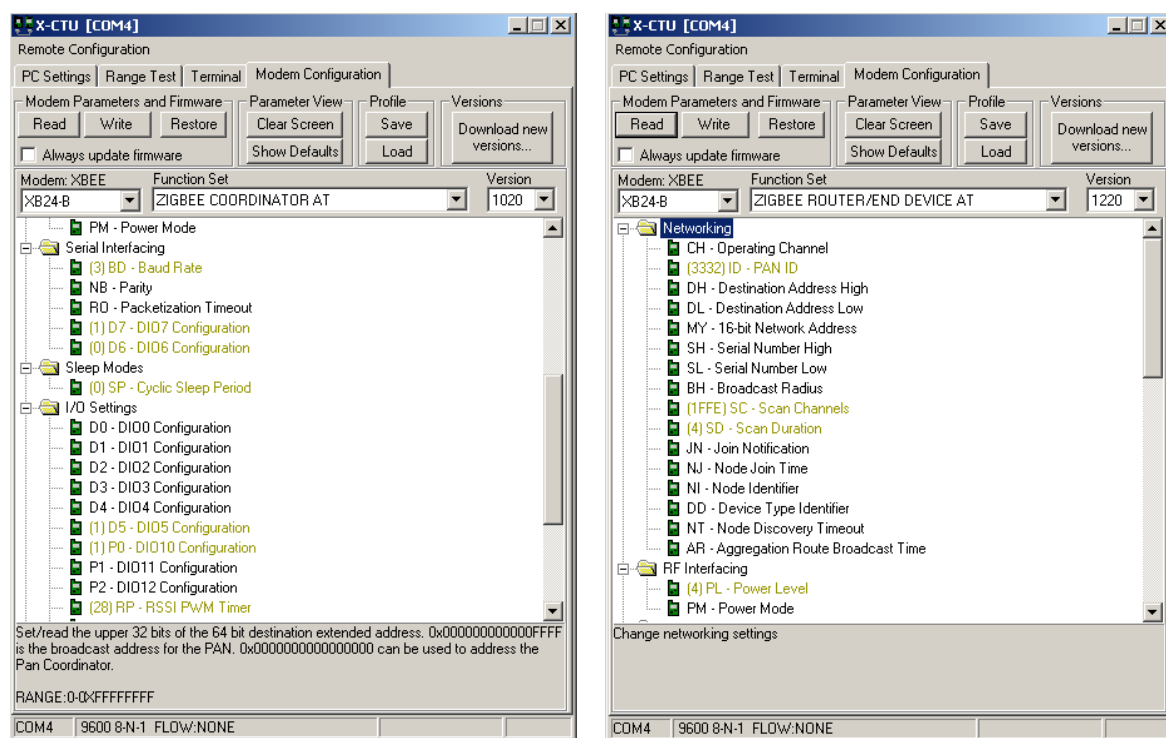 X-CTU [COM4]
Remote Configuration
PC Settings Range Test Terminal Modem Configuration
Modem Parameters and Firmware Parameter View Profile Versions
Read Write Restore Clear Screen Save Download new versions...
Always update firmware Show Defaults Load
Modem: XBEE Function Set Version
XB24-B ZIGBEE COORDINATOR AT 1020
PM - Power Mode
Serial Interfacing
(3) BD - Baud Rate
NB - Parity
RO - Packetization Timeout
(1) D7 - DIO7 Configuration
(0) D6 - DIO6 Configuration
Sleep Modes
(0) SP - Cyclic Sleep Period
I/O Settings
D0 - DIO0 Configuration
D1 - DIO1 Configuration
D2 - DIO2 Configuration
D3 - DIO3 Configuration
D4 - DIO4 Configuration
(1) D5 - DIO5 Configuration
(1) P0 - DIO10 Configuration
P1 - DIO11 Configuration
P2 - DIO12 Configuration
(28) RP - RSSI PWM Timer
Set/read the upper 32 bits of the 64 bit destination extended address. 0x000000000000FFFF
is the broadcast address for the PAN. 0x0000000000000000 can be used to address the
Pan Coordinator.
RANGE:0-0XFFFFFFFF
COM4 9600 8-N-1 FLOW:NONE
X-CTU [COM4]
Remote Configuration
PC Settings Range Test Terminal Modem Configuration
Modem Parameters and Firmware Parameter View Profile Versions
Read Write Restore Clear Screen Save Download new versions...
Always update firmware Show Defaults Load
Modem: XBEE Function Set Version
XB24-B ZIGBEE ROUTER/END DEVICE AT 1220
Networking
CH - Operating Channel
(3332) ID - PAN ID
DH - Destination Address High
DL - Destination Address Low
MY - 16-bit Network Address
SH - Serial Number High
SL - Serial Number Low
BH - Broadcast Radius
(1FFE) SC - Scan Channels
(4) SD - Scan Duration
JN - Join Notification
NJ - Node Join Time
NI - Node Identifier
DD - Device Type Identifier
NT - Node Discovery Timeout
AR - Aggregation Route Broadcast Time
RF Interfacing
(4) PL - Power Level
PM - Power Mode
Change networking settings
COM4 9600 8-N-1 FLOW:NONE